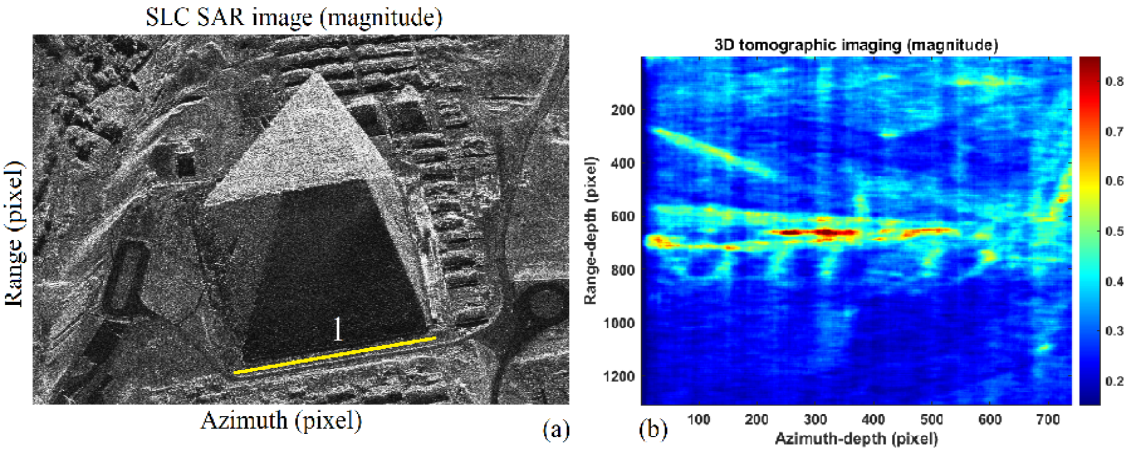 SLC SAR image (magnitude)
Range (pixel)
1
Azimuth (pixel)
(a)
3D tomographic imaging (magnitude)
Range-depth (pixel)
200
400
600
800
1000
1200
100 200 300 400 500 600 700
Azimuth-depth (pixel)
0.8
0.7
0.6
0.5
0.4
0.3
0.2
(b)